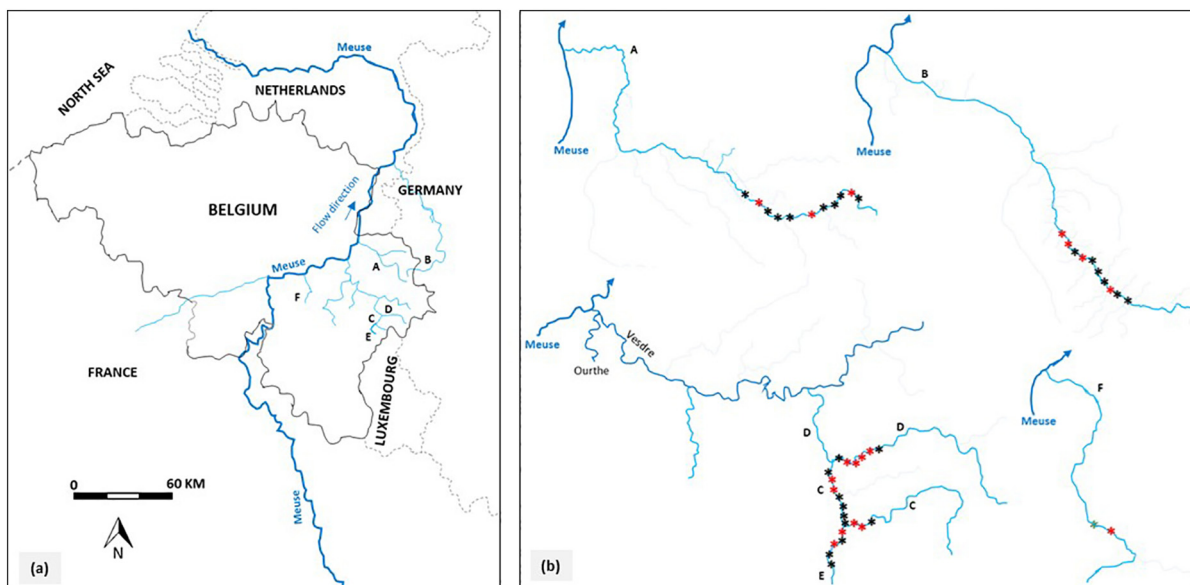 Meuse
NORTH SEA
NETHERLANDS
GERMANY
BELGIUM
Flow direction
Meuse
A
B
F
D
C
E
FRANCE
LUXEMBOURG
0 60 KM
N
Meuse
(a)
A
B
Meuse
Meuse
Meuse
Vesdre
Ourthe
F
Meuse
D
D
C
C
E
(b)